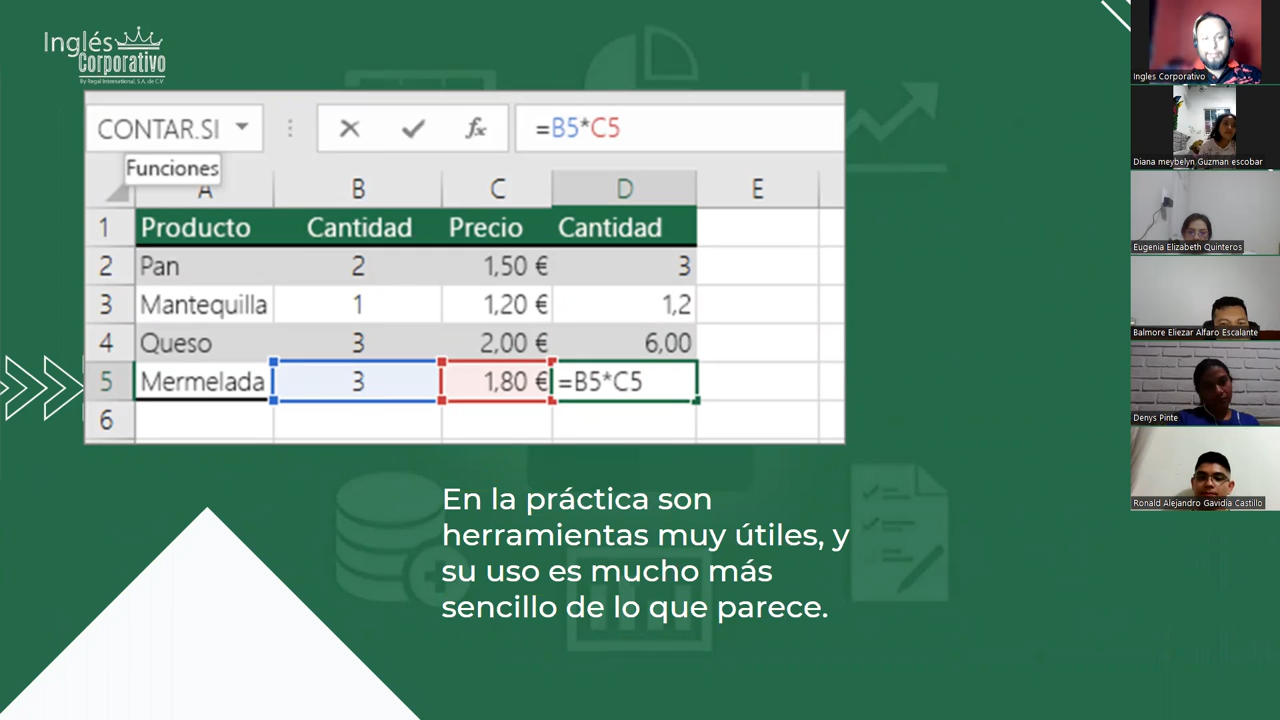 Inglés
Corporativo
By Regal International, S.A. de C.V
CONTAR.SI
=B5*C5
Funciones
A B C D E
1 Producto Cantidad Precio Cantidad
2 Pan 2 1,50 € 3
3 Mantequilla 1 1,20 € 1,2
4 Queso 3 2,00 € 6,00
5 Mermelada 3 1,80 € =B5*C5
6
En la práctica son
herramientas muy útiles, y
su uso es mucho más
sencillo de lo que parece.
Ingles Corporativo
Diana meybelyn Guzman escobar
Eugenia Elizabeth Quinteros
Balmore Eliezar Alfaro Escalante
Denys Pinte
Ronald Alejandro Gavidia Castillo